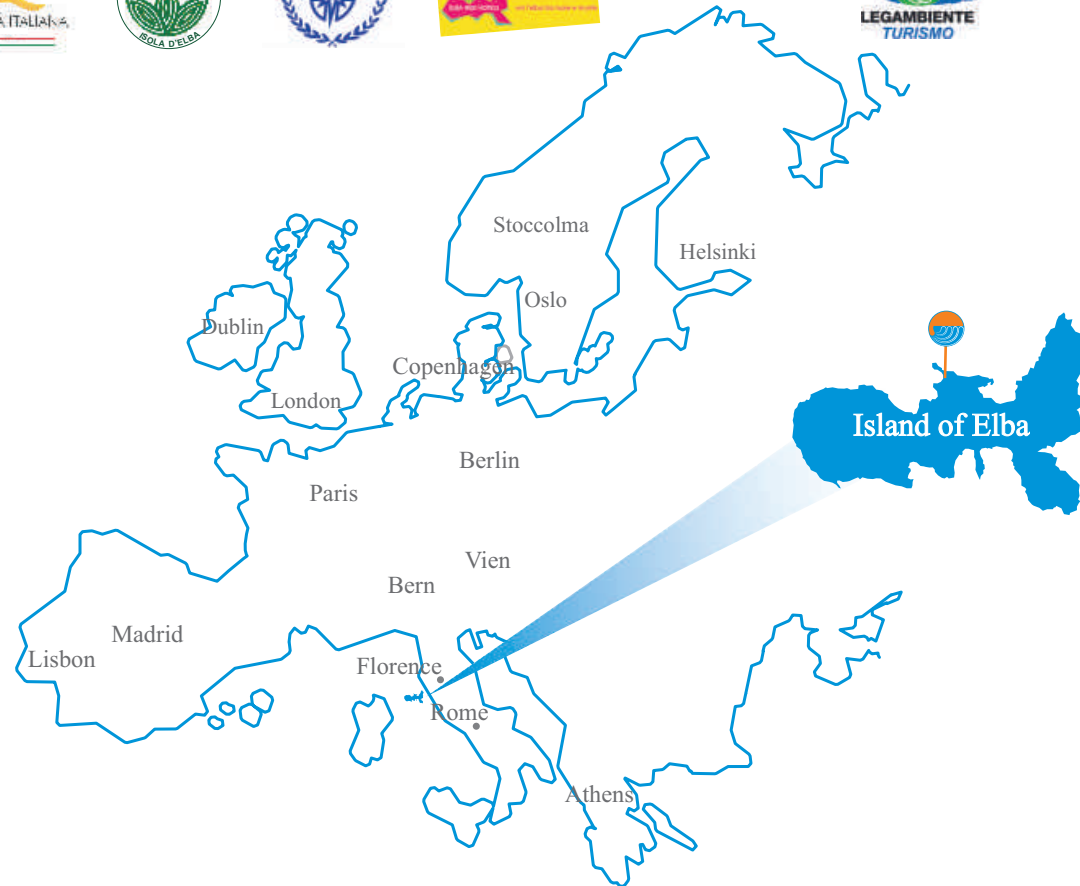 A ITALIANA
ISOLA D'ELBA
LEGAMBIENTE
TURISMO
Stoccolma
Helsinki
Oslo
Dublin
Copenhagen
London
Island of Elba
Berlin
Paris
Vien
Bern
Madrid
Lisbon
Florence
Rome
Athens